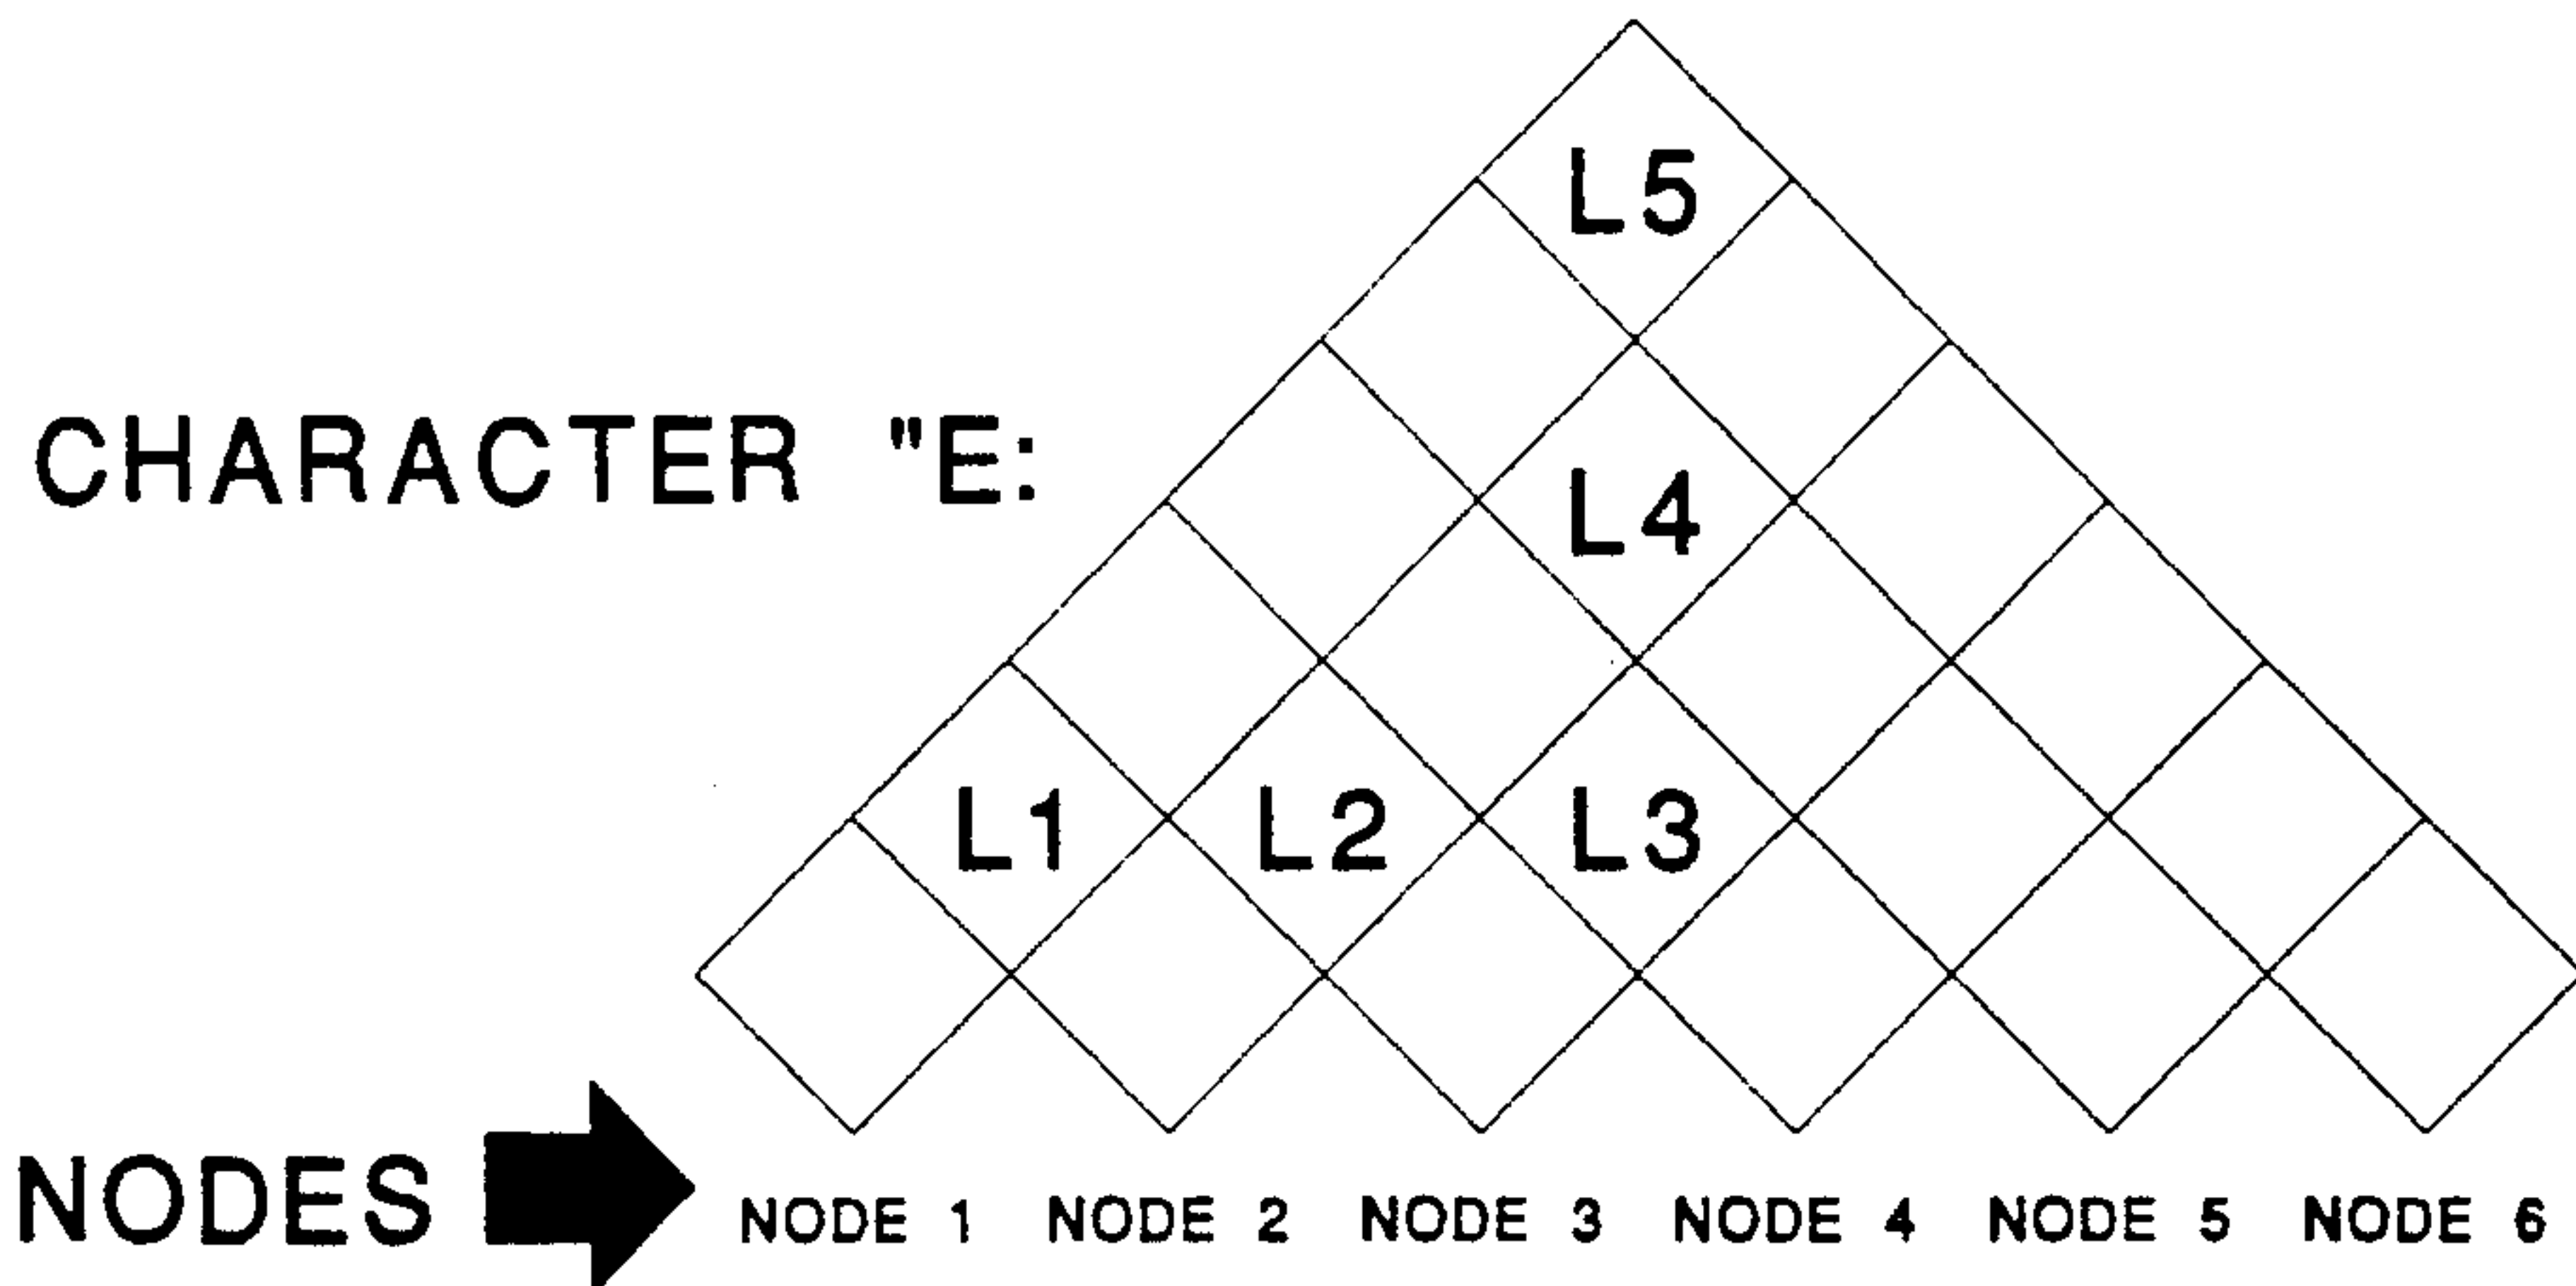 L5
CHARACTER "E:
L4
L1 L2 L3
NODES
NODE 1 NODE 2 NODE 3 NODE 4 NODE 5 NODE 6